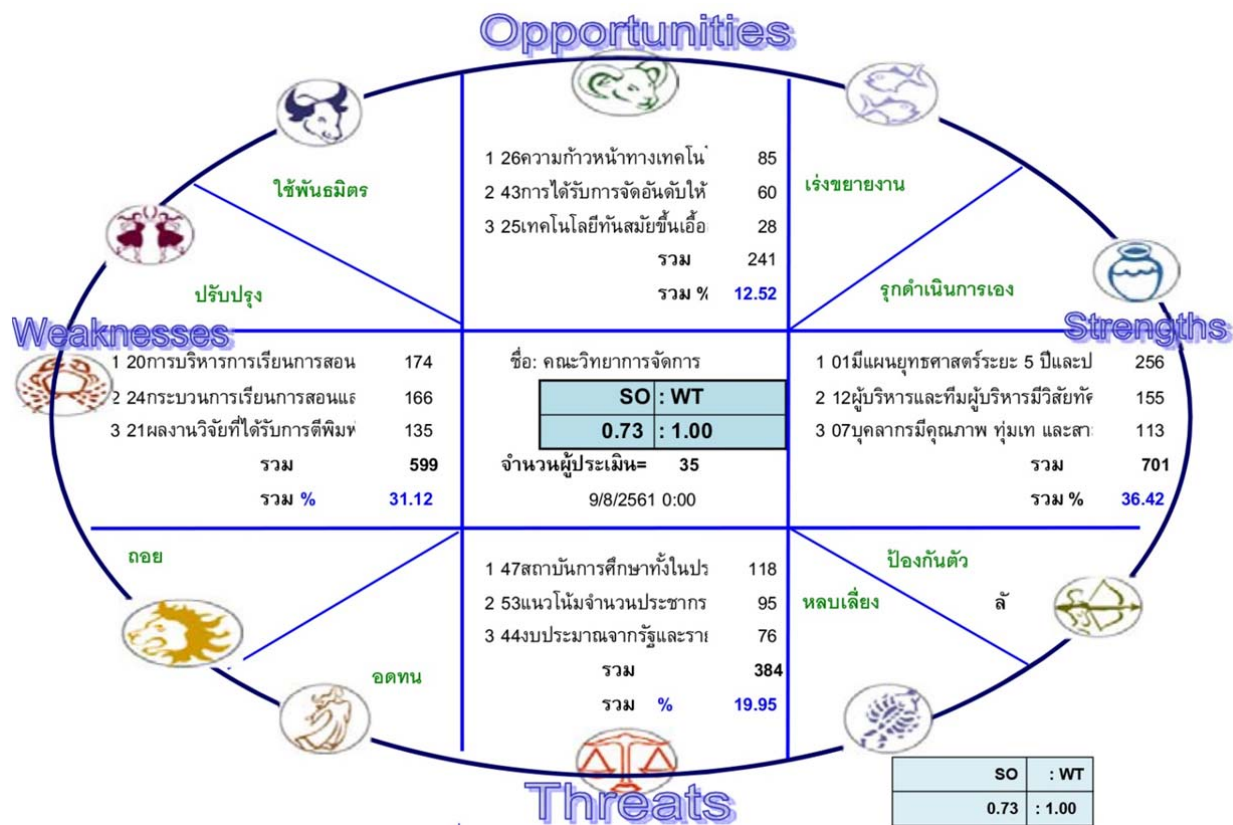 Opportunities
1 26ความก้าวหน้าทางเทคโน 85
2 43การได้รับการจัดอันดับให้ 60
3 25เทคโนโลยีทันสมัยขึ้นเอื้อ 28
รวม 241
รวม % 12.52
ใช้พันธมิตร
ปรับปรุง
เร่งขยายงาน
รุกดำเนินการเอง
Weaknesses
1 20การบริหารการเรียนการสอน 174
2 24กระบวนการเรียนการสอนแล 166
3 21ผลงานวิจัยที่ได้รับการตีพิมพ์ 135
รวม 599
รวม % 31.12
ชื่อ: คณะวิทยาการจัดการ
SO : WT
0.73 : 1.00
จำนวนผู้ประเมิน= 35
9/8/2561 0:00
Strengths
1 01มีแผนยุทธศาสตร์ระยะ 5 ปีและป 256
2 12ผู้บริหารและทีมผู้บริหารมีวิสัยทัศ 155
3 07บุคลากรมีคุณภาพ ทุ่มเท และสา 113
รวม 701
รวม % 36.42
ถอย
อดทน
1 47สถาบันการศึกษาทั้งในปร 118
2 53แนวโน้มจำนวนประชากร 95
3 44งบประมาณจากรัฐและราย 76
รวม 384
รวม % 19.95
ป้องกันตัว
หลบเลี่ยง ลั
Threats
SO : WT
0.73 : 1.00